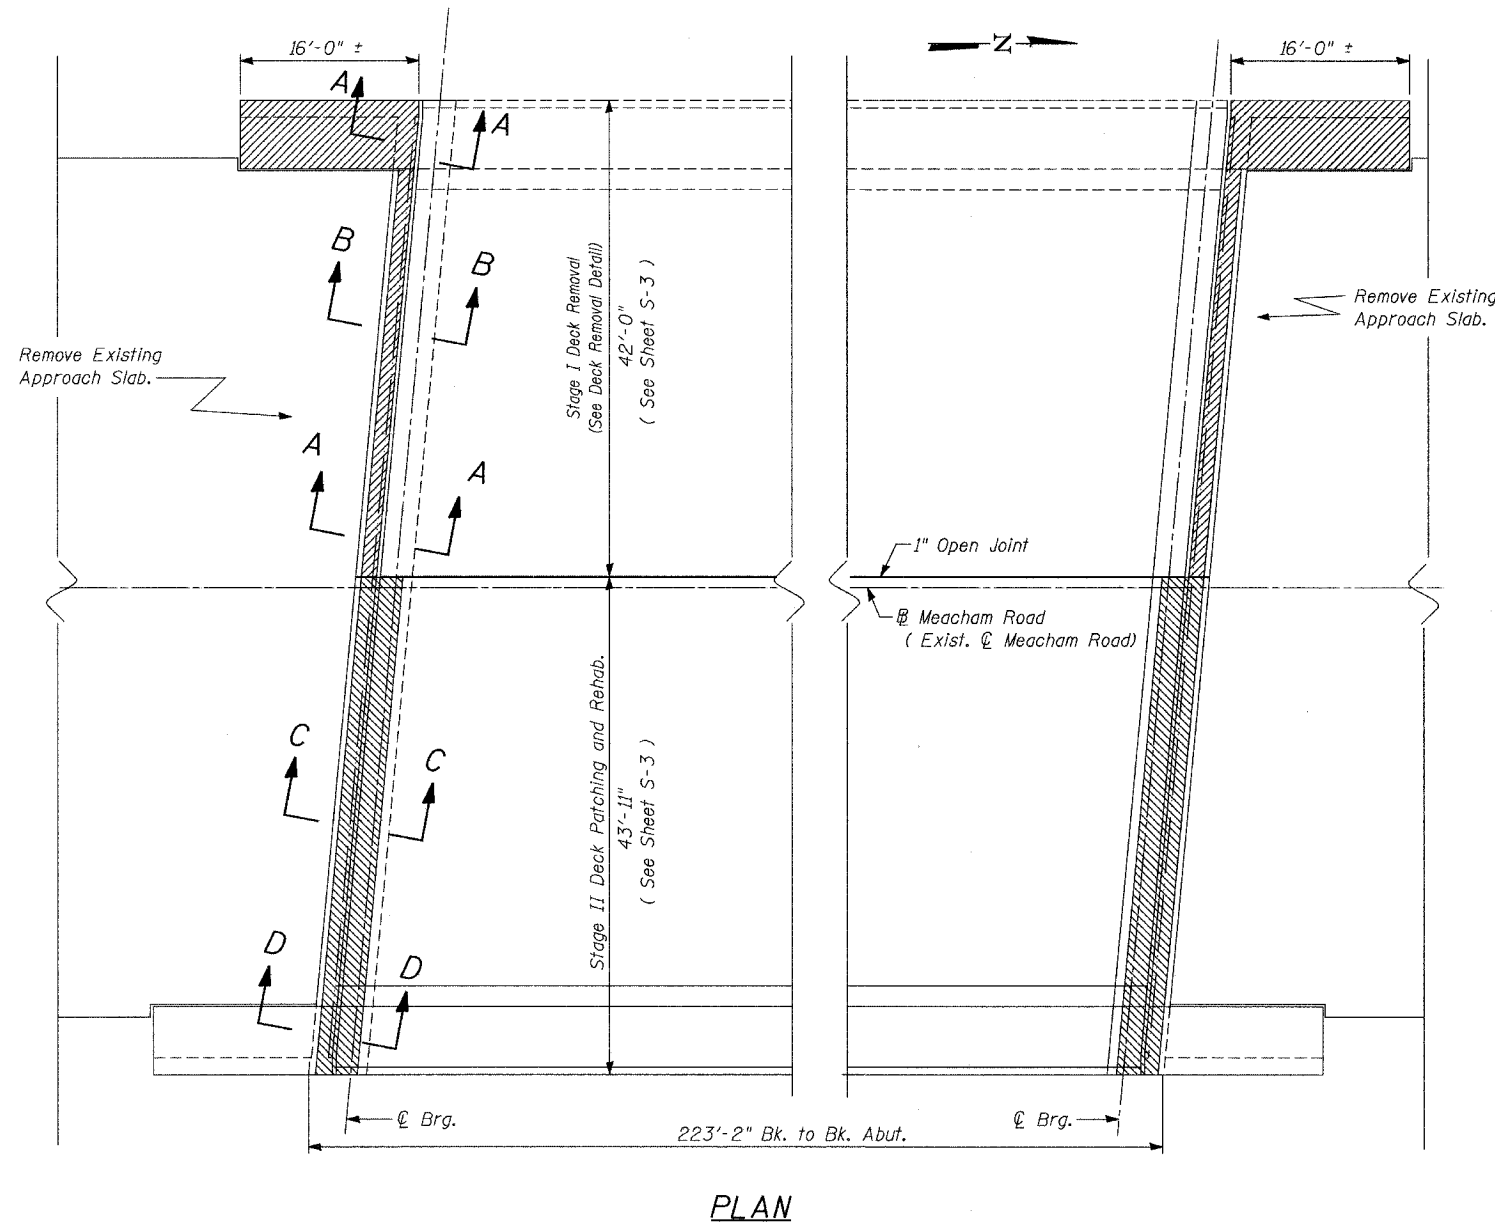 16'-0" ±
N
16'-0" ±
A
A
B
B
Stage I Deck Removal
(See Deck Removal Detail)
42'-0"
( See Sheet S-3 )
Remove Existing
Approach Slab.
Remove Existing
Approach Slab.
A
A
1" Open Joint
℄ Meacham Road
( Exist. ℄ Meacham Road)
Stage II Deck Patching and Rehab.
43'-11"
( See Sheet S-3 )
C
C
D
D
℄ Brg.
℄ Brg.
223'-2" Bk. to Bk. Abut.
PLAN